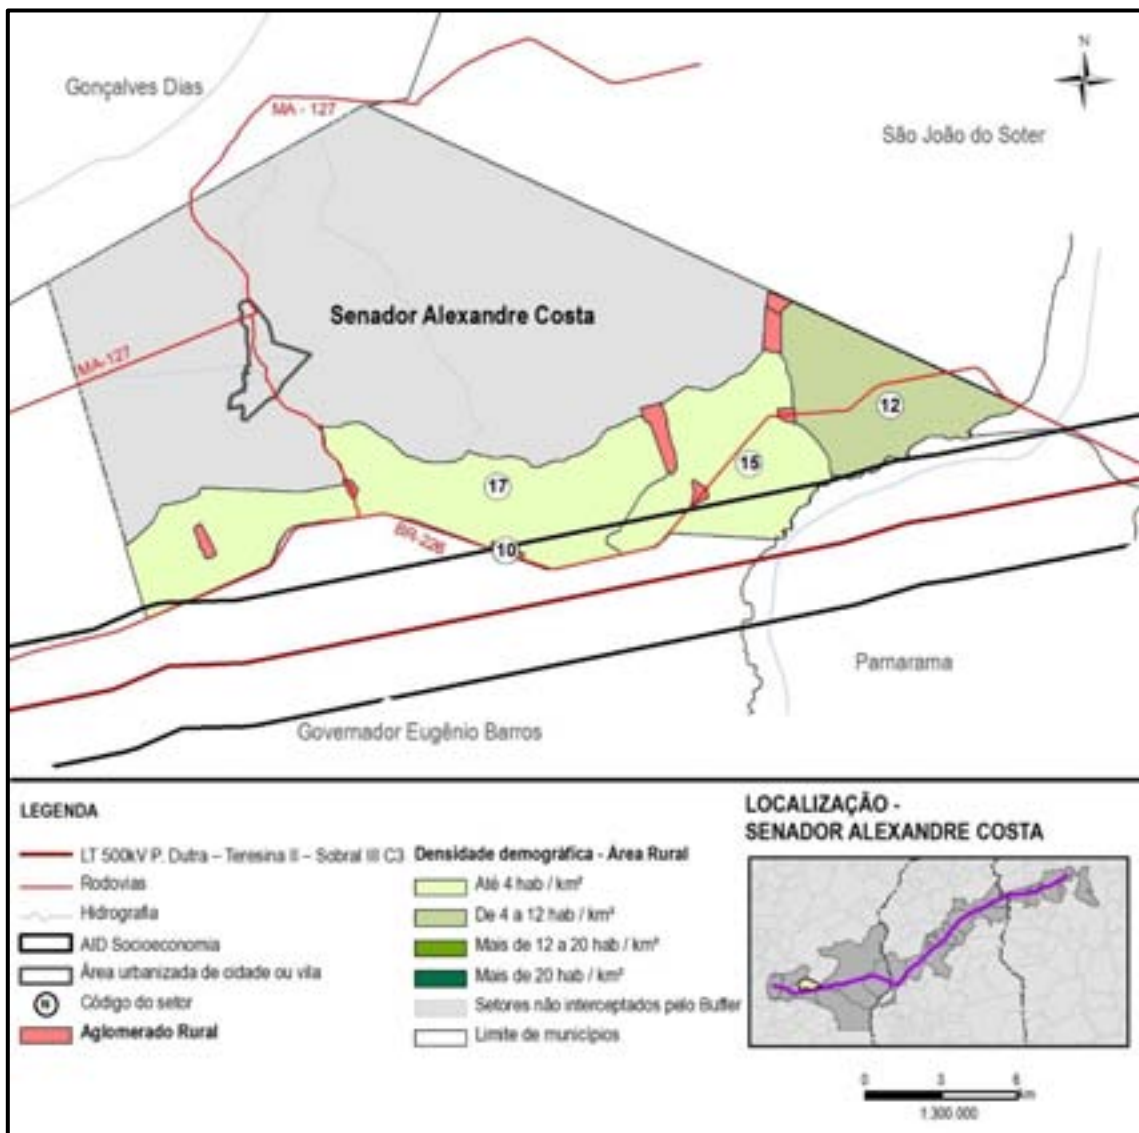 N
Gonçalves Dias
MA - 127
São João do Soter
Senador Alexandre Costa
MA-127
12
15
17
BR-226
10
Parnarama
Governador Eugênio Barros
LEGENDA
LT 500kV P. Dutra – Teresina II – Sobral III C3
Rodovias
Hidrografia
AID Socioeconomia
Área urbanizada de cidade ou vila
N Código do setor
Aglomerado Rural
Densidade demográfica - Área Rural
Até 4 hab / km²
De 4 a 12 hab / km²
Mais de 12 a 20 hab / km²
Mais de 20 hab / km²
Setores não interceptados pelo Buffer
Limite de municípios
LOCALIZAÇÃO -
SENADOR ALEXANDRE COSTA
0 3 6
km
1:300.000